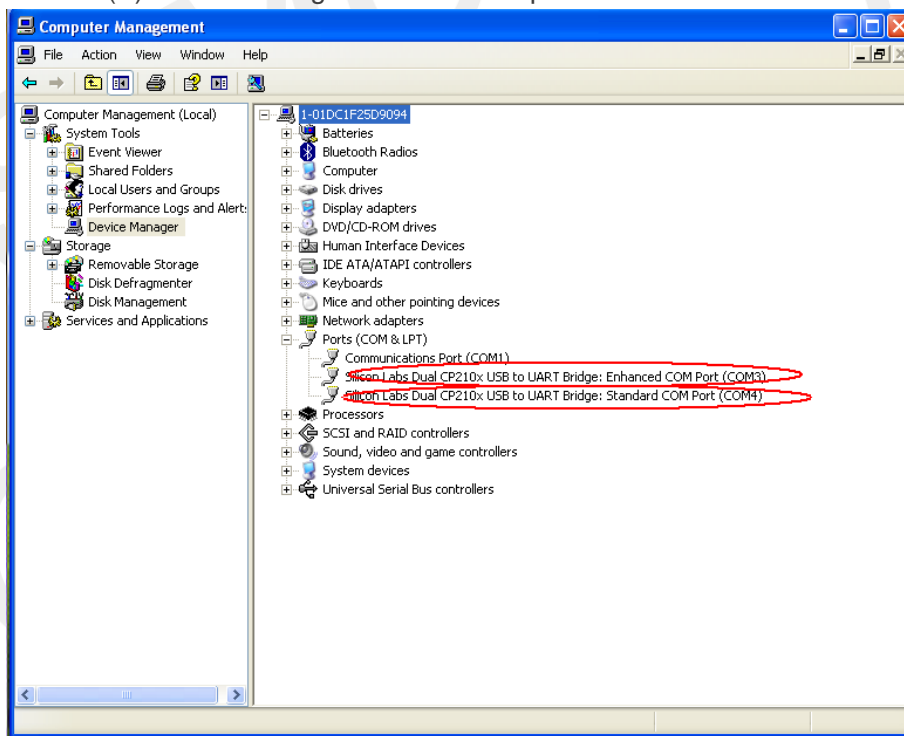 Computer Management
File Action View Window Help
Computer Management (Local)
System Tools
Event Viewer
Shared Folders
Local Users and Groups
Performance Logs and Alert
Device Manager
Storage
Removable Storage
Disk Defragmenter
Disk Management
Services and Applications
1-01DC1F25D9094
Batteries
Bluetooth Radios
Computer
Disk drives
Display adapters
DVD/CD-ROM drives
Human Interface Devices
IDE ATA/ATAPI controllers
Keyboards
Mice and other pointing devices
Network adapters
Ports (COM & LPT)
Communications Port (COM1)
Silicon Labs Dual CP210x USB to UART Bridge: Enhanced COM Port (COM3)
Silicon Labs Dual CP210x USB to UART Bridge: Standard COM Port (COM4)
Processors
SCSI and RAID controllers
Sound, video and game controllers
System devices
Universal Serial Bus controllers